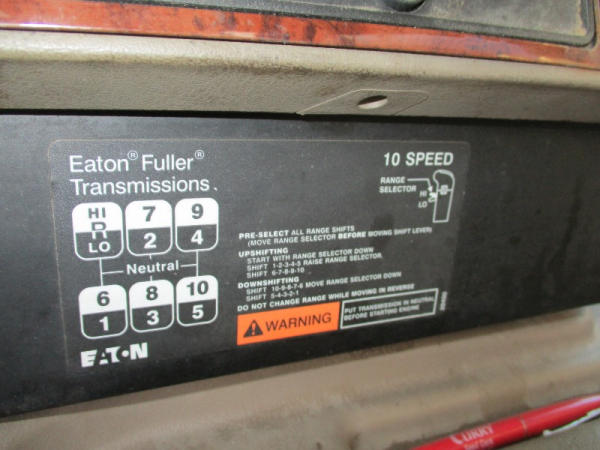 Eaton® Fuller®
Transmissions
10 SPEED
RANGE
SELECTOR
HI
LO
HI
R
LO
7
2
9
4
Neutral
6
1
8
3
10
5
PRE-SELECT ALL RANGE SHIFTS
(MOVE RANGE SELECTOR BEFORE MOVING SHIFT LEVER)
UPSHIFTING
START WITH RANGE SELECTOR DOWN
SHIFT 1-2-3-4-5 RAISE RANGE SELECTOR,
SHIFT 6-7-8-9-10
DOWNSHIFTING
SHIFT 10-9-8-7-6 MOVE RANGE SELECTOR DOWN
SHIFT 5-4-3-2-1
DO NOT CHANGE RANGE WHILE MOVING IN REVERSE
WARNING
PUT TRANSMISSION IN NEUTRAL
BEFORE STARTING ENGINE
EATON